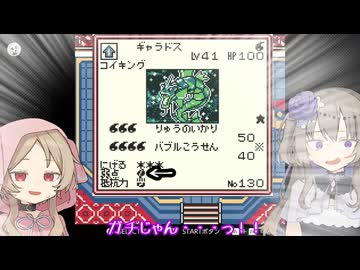 ギャラドス
LV41 HP100
コイキング
りゅうのいかり 50
バブルこうせん ※ 40
にげる ***
弱点
抵抗力 No.130
STARTボタン
ガチじゃん